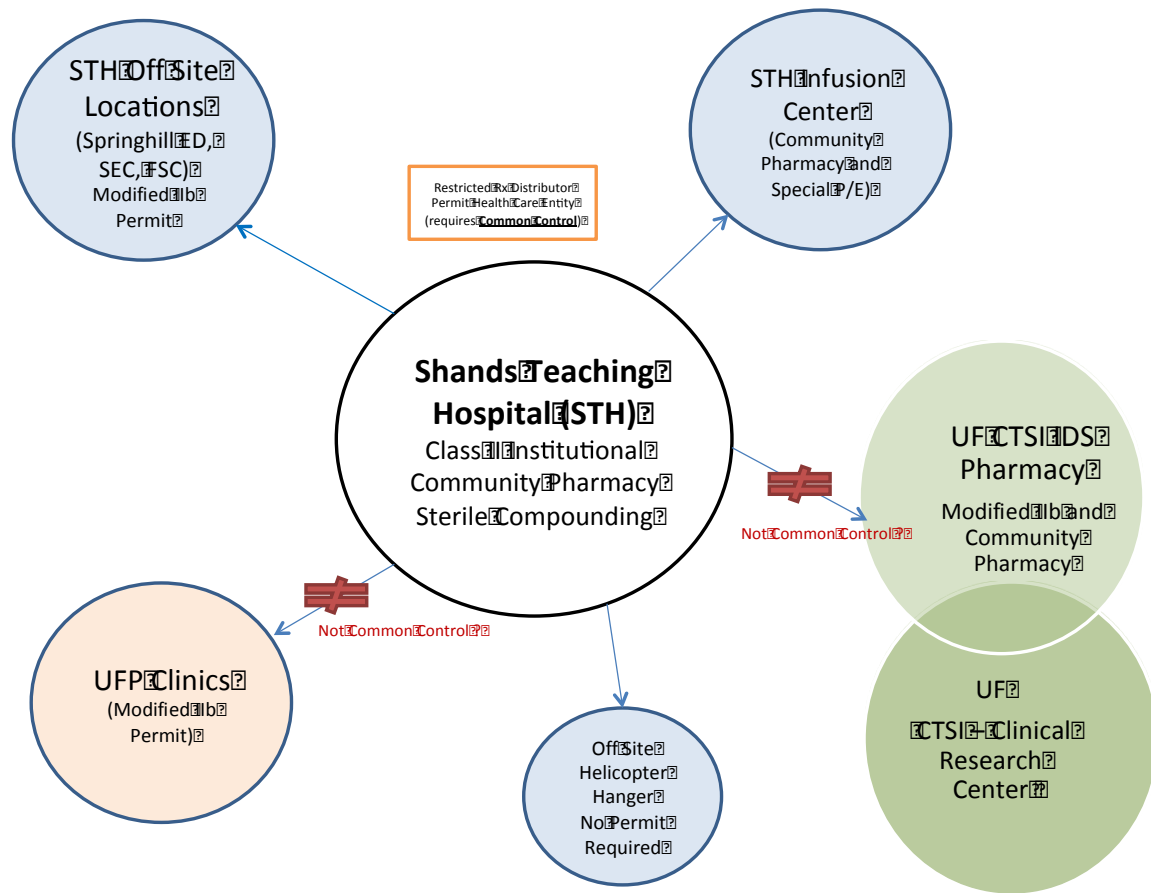 STH Off Site
Locations
(Springhill ED,
SEC, FSC)
Modified IIb
Permit
STH Infusion
Center
(Community
Pharmacy and
Special P/E)
Restricted Rx Distributor
Permit Health Care Entity
(requires Common Control)
Shands Teaching
Hospital (STH)
Class II Institutional
Community Pharmacy
Sterile Compounding
UF CTSI IDS
Pharmacy
Modified IIb and
Community
Pharmacy
Not Common Control?
Not Common Control?
UFP Clinics
(Modified IIb
Permit)
Off Site
Helicopter
Hanger
No Permit
Required
UF
CTSI – Clinical
Research
Center